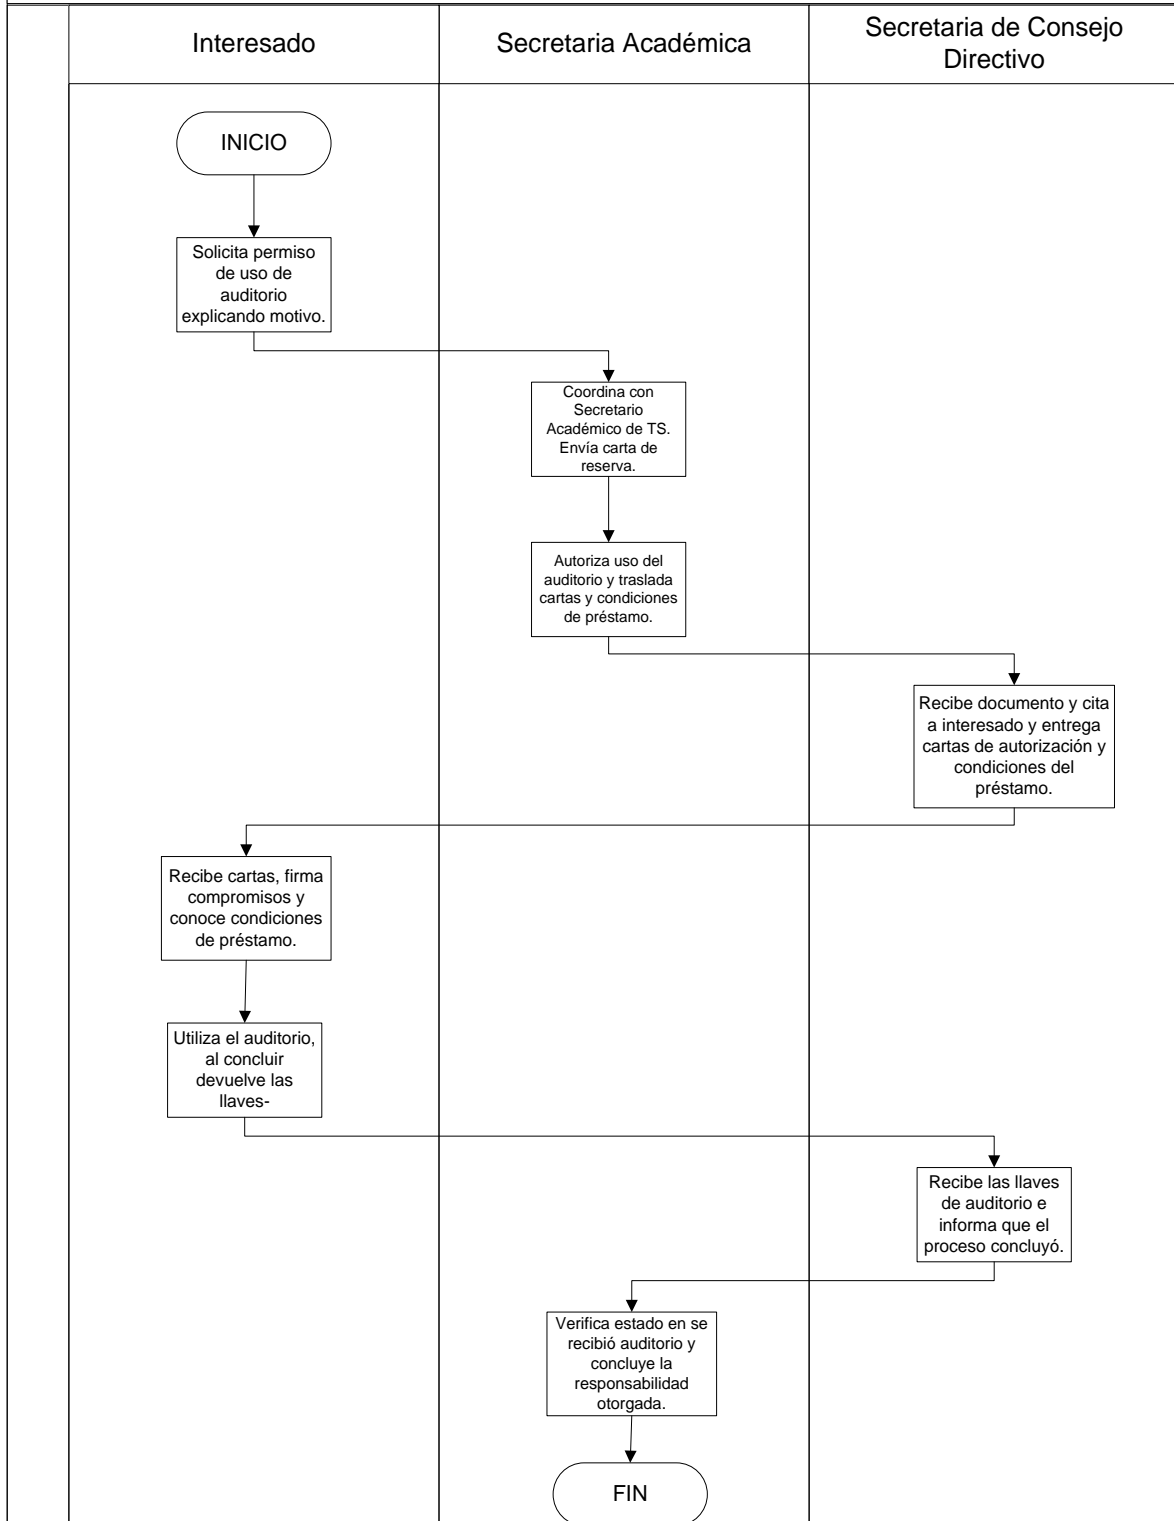 Interesado
Secretaria Académica
Secretaria de Consejo
Directivo
INICIO
Solicita permiso
de uso de
auditorio
explicando motivo.
Coordina con
Secretario
Académico de TS.
Envía carta de
reserva.
Autoriza uso del
auditorio y traslada
cartas y condiciones
de préstamo.
Recibe documento y cita
a interesado y entrega
cartas de autorización y
condiciones del
préstamo.
Recibe cartas, firma
compromisos y
conoce condiciones
de préstamo.
Utiliza el auditorio,
al concluir
devuelve las
llaves-
Recibe las llaves
de auditorio e
informa que el
proceso concluyó.
Verifica estado en se
recibió auditorio y
concluye la
responsabilidad
otorgada.
FIN